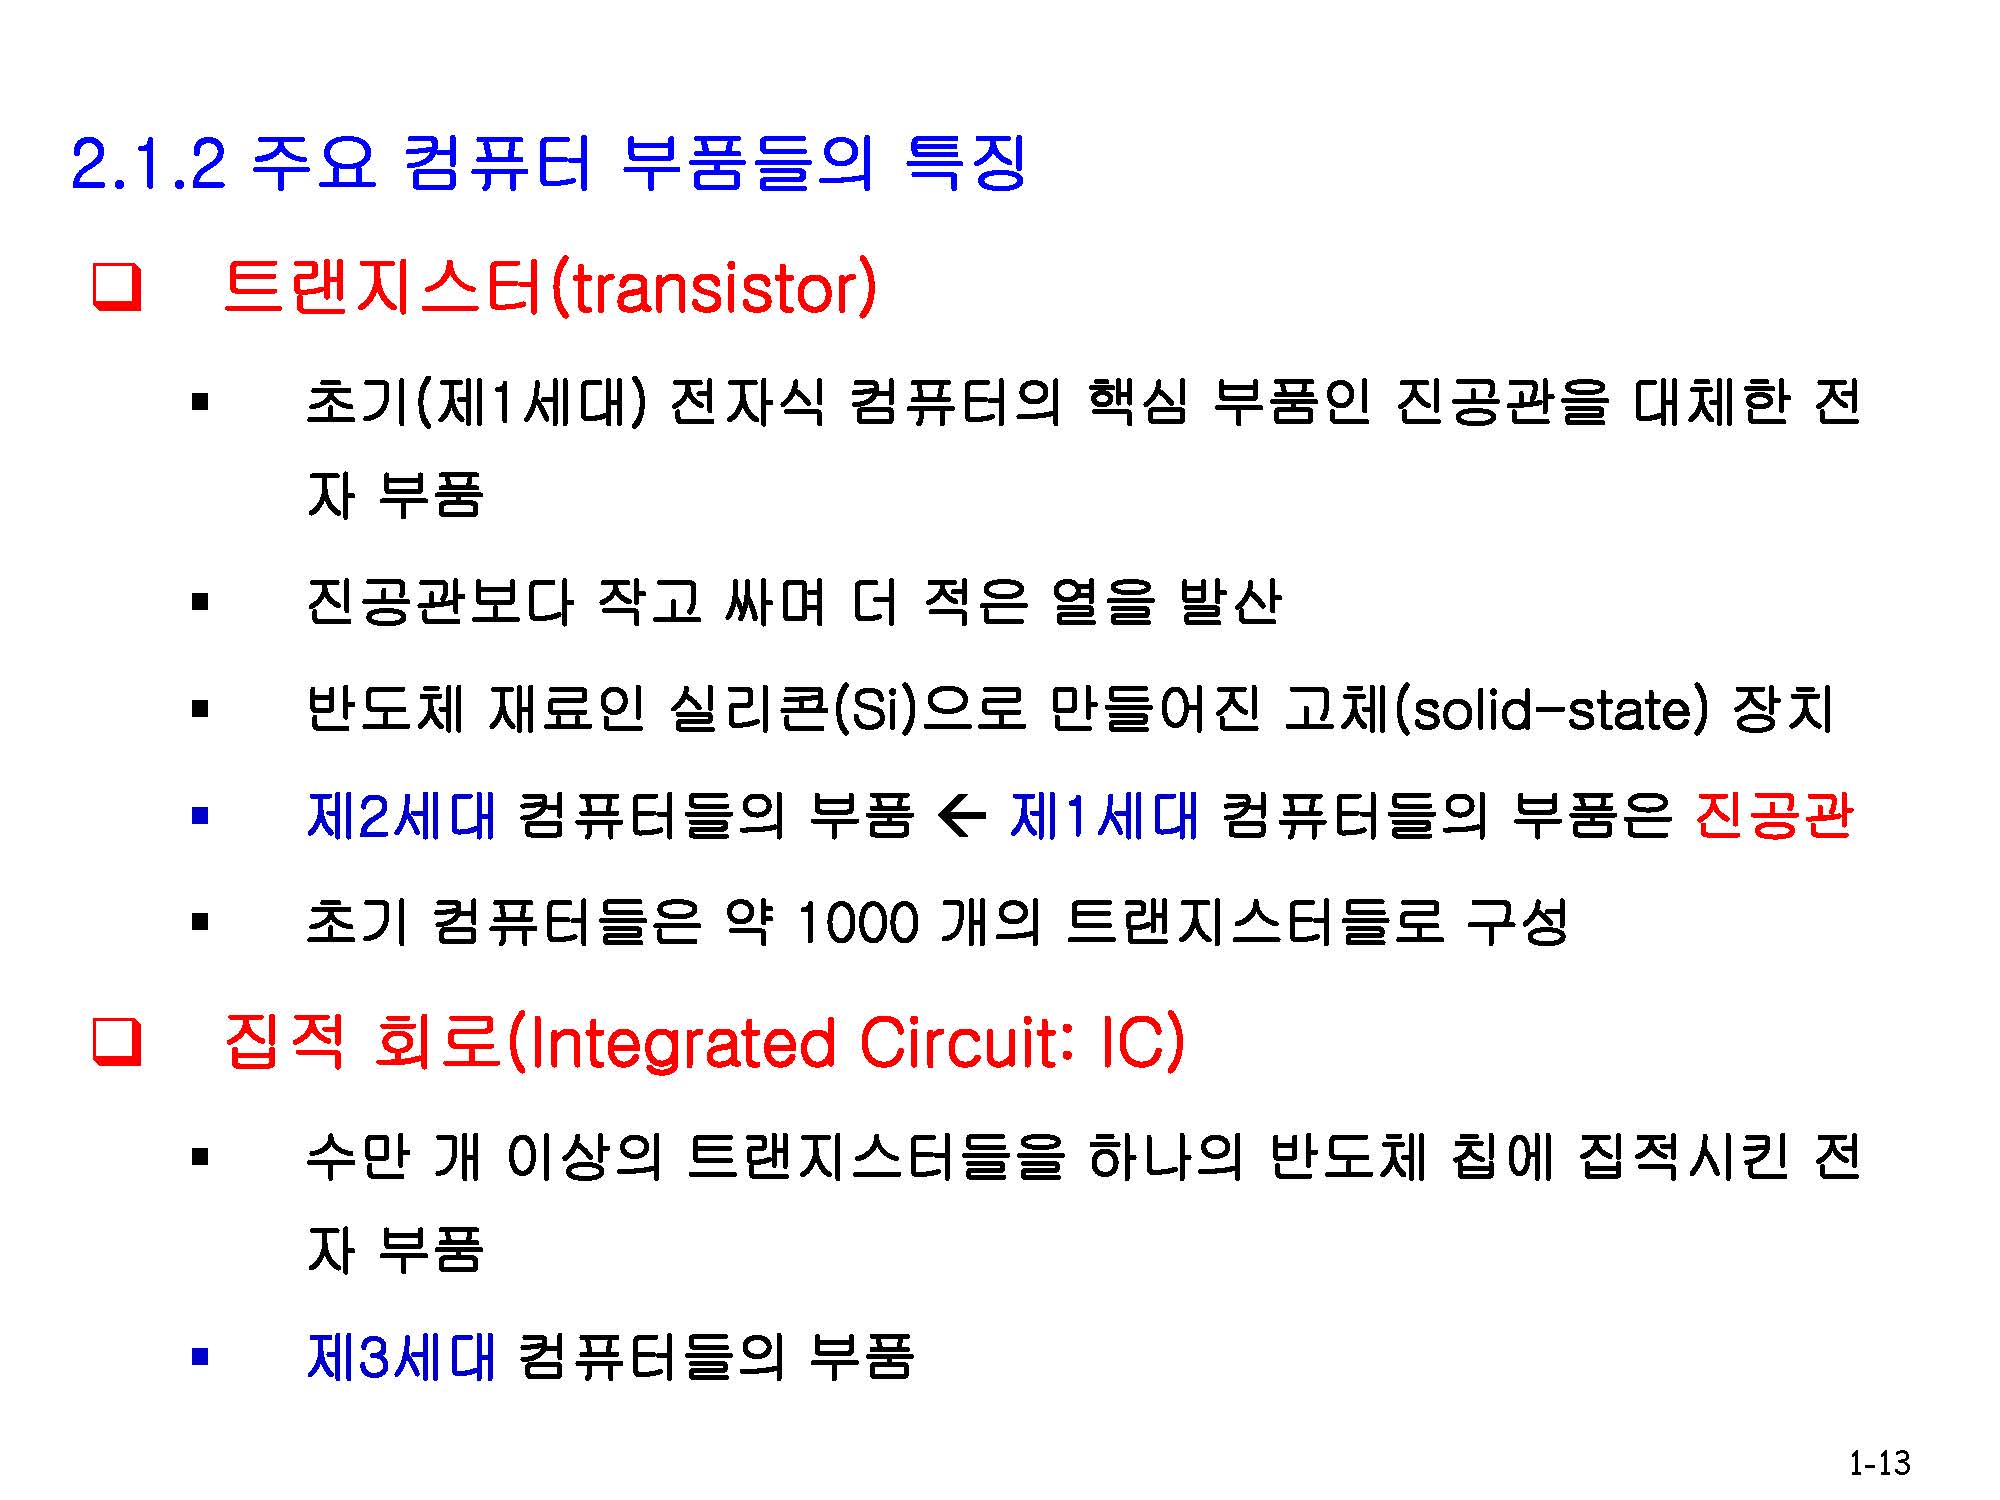 2.1.2 주요 컴퓨터 부품들의 특징
❑ 트랜지스터(transistor)
▪ 초기(제1세대) 전자식 컴퓨터의 핵심 부품인 진공관을 대체한 전
자 부품
▪ 진공관보다 작고 싸며 더 적은 열을 발산
▪ 반도체 재료인 실리콘(Si)으로 만들어진 고체(solid-state) 장치
▪ 제2세대 컴퓨터들의 부품 ← 제1세대 컴퓨터들의 부품은 진공관
▪ 초기 컴퓨터들은 약 1000 개의 트랜지스터들로 구성
❑ 집적 회로(Integrated Circuit: IC)
▪ 수만 개 이상의 트랜지스터들을 하나의 반도체 칩에 집적시킨 전
자 부품
▪ 제3세대 컴퓨터들의 부품
1-13